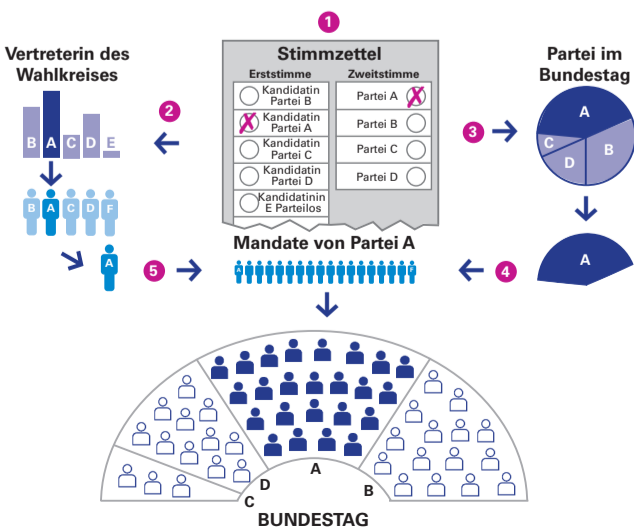 1
Stimmzettel
Erststimme
Zweitstimme
Kandidatin
Partei B
Kandidatin
Partei A
Kandidatin
Partei C
Kandidatin
Partei D
Kandidatinin
E Parteilos
Partei A
Partei B
Partei C
Partei D
X
X
Vertreterin des
Wahlkreises
B A C D E
2
B A C D F
A
5
3
Partei im
Bundestag
A
B
C
D
A
4
Mandate von Partei A
A
F
A
B
C
D
BUNDESTAG